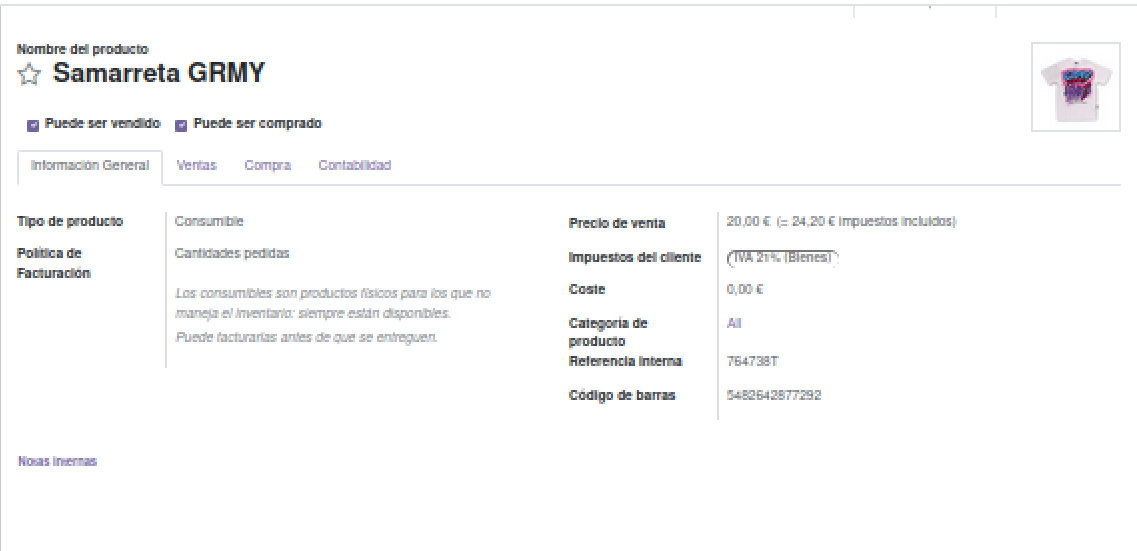 Nombre del producto
Samarreta GRMY
Puede ser vendido Puede ser comprado
Información General Ventas Compra Contabilidad
Tipo de producto Consumible
Política de Facturación Cantidades pedidas
Los consumibles son productos físicos para los que no
maneja el inventario: siempre están disponibles.
Puede facturarlas antes de que se entreguen.
Precio de venta 20,00 € (= 24,20 € impuestos incluidos)
Impuestos del cliente IVA 21% (Bienes)
Coste 0,00 €
Categoría de producto All
Referencia interna 764738T
Código de barras 5482642877292
Notas internas